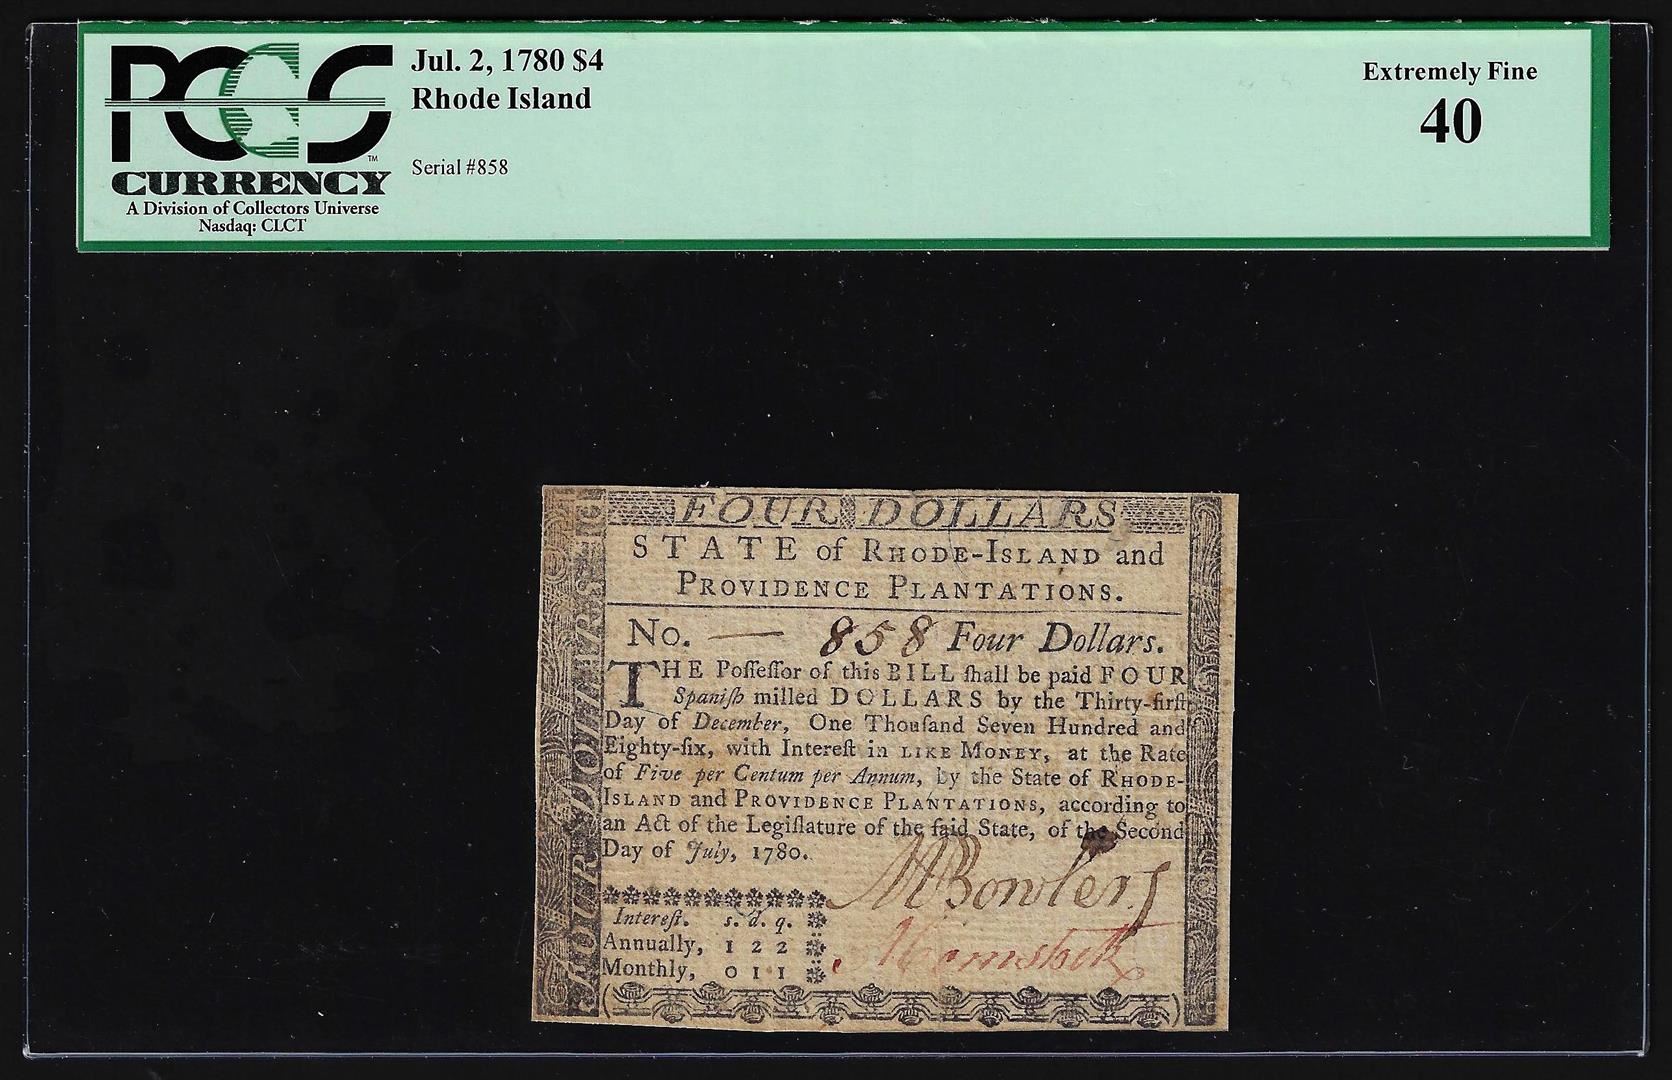 PCGS
TM
CURRENCY
A Division of Collectors Universe
Nasdaq: CLCT
Jul. 2, 1780 $4
Rhode Island
Serial #858
Extremely Fine
40
FOUR DOLLARS
STATE of RHODE-ISLAND and
PROVIDENCE PLANTATIONS.
No. — 858 Four Dollars.
THE Poſſeſſor of this BILL ſhall be paid FOUR
Spaniſh milled DOLLARS by the Thirty-firſt
Day of December, One Thouſand Seven Hundred and
Eighty-ſix, with Intereſt in LIKE MONEY, at the Rate
of Five per Centum per Annum, by the State of RHODE-
ISLAND and PROVIDENCE PLANTATIONS, according to
an Act of the Legiſlature of the ſaid State, of the Second
Day of July, 1780.
Intereſt. s. d. q.
Annually, 1 2 2
Monthly, 0 1 1
FOUR DOLLARS